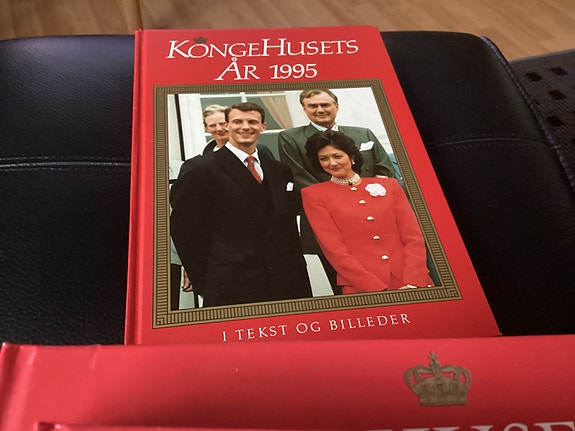 KONGEHUSETS
ÅR 1995
I TEKST OG BILLEDER